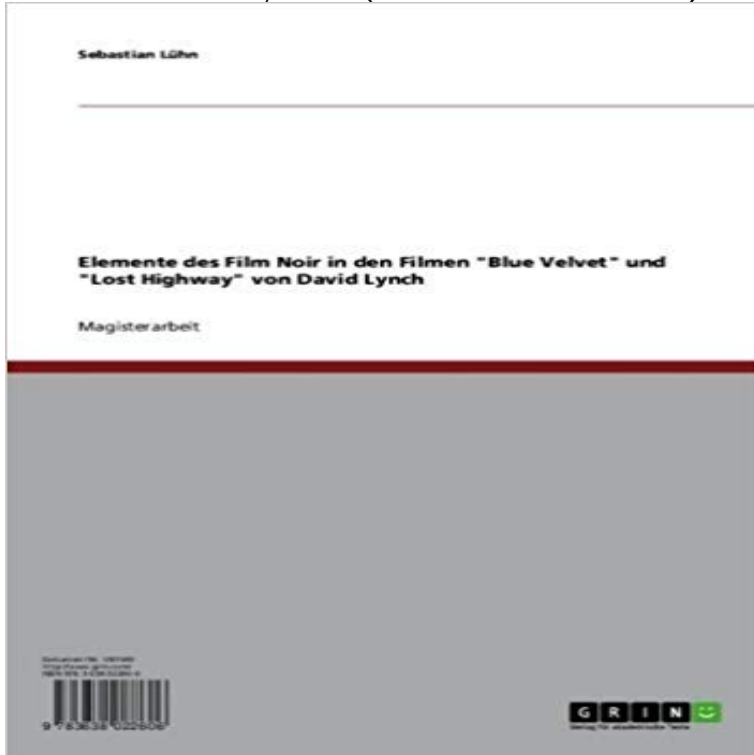 Sebastian Lühn
Elemente des Film Noir in den Filmen "Blue Velvet" und
"Lost Highway" von David Lynch
Magisterarbeit
GRIN